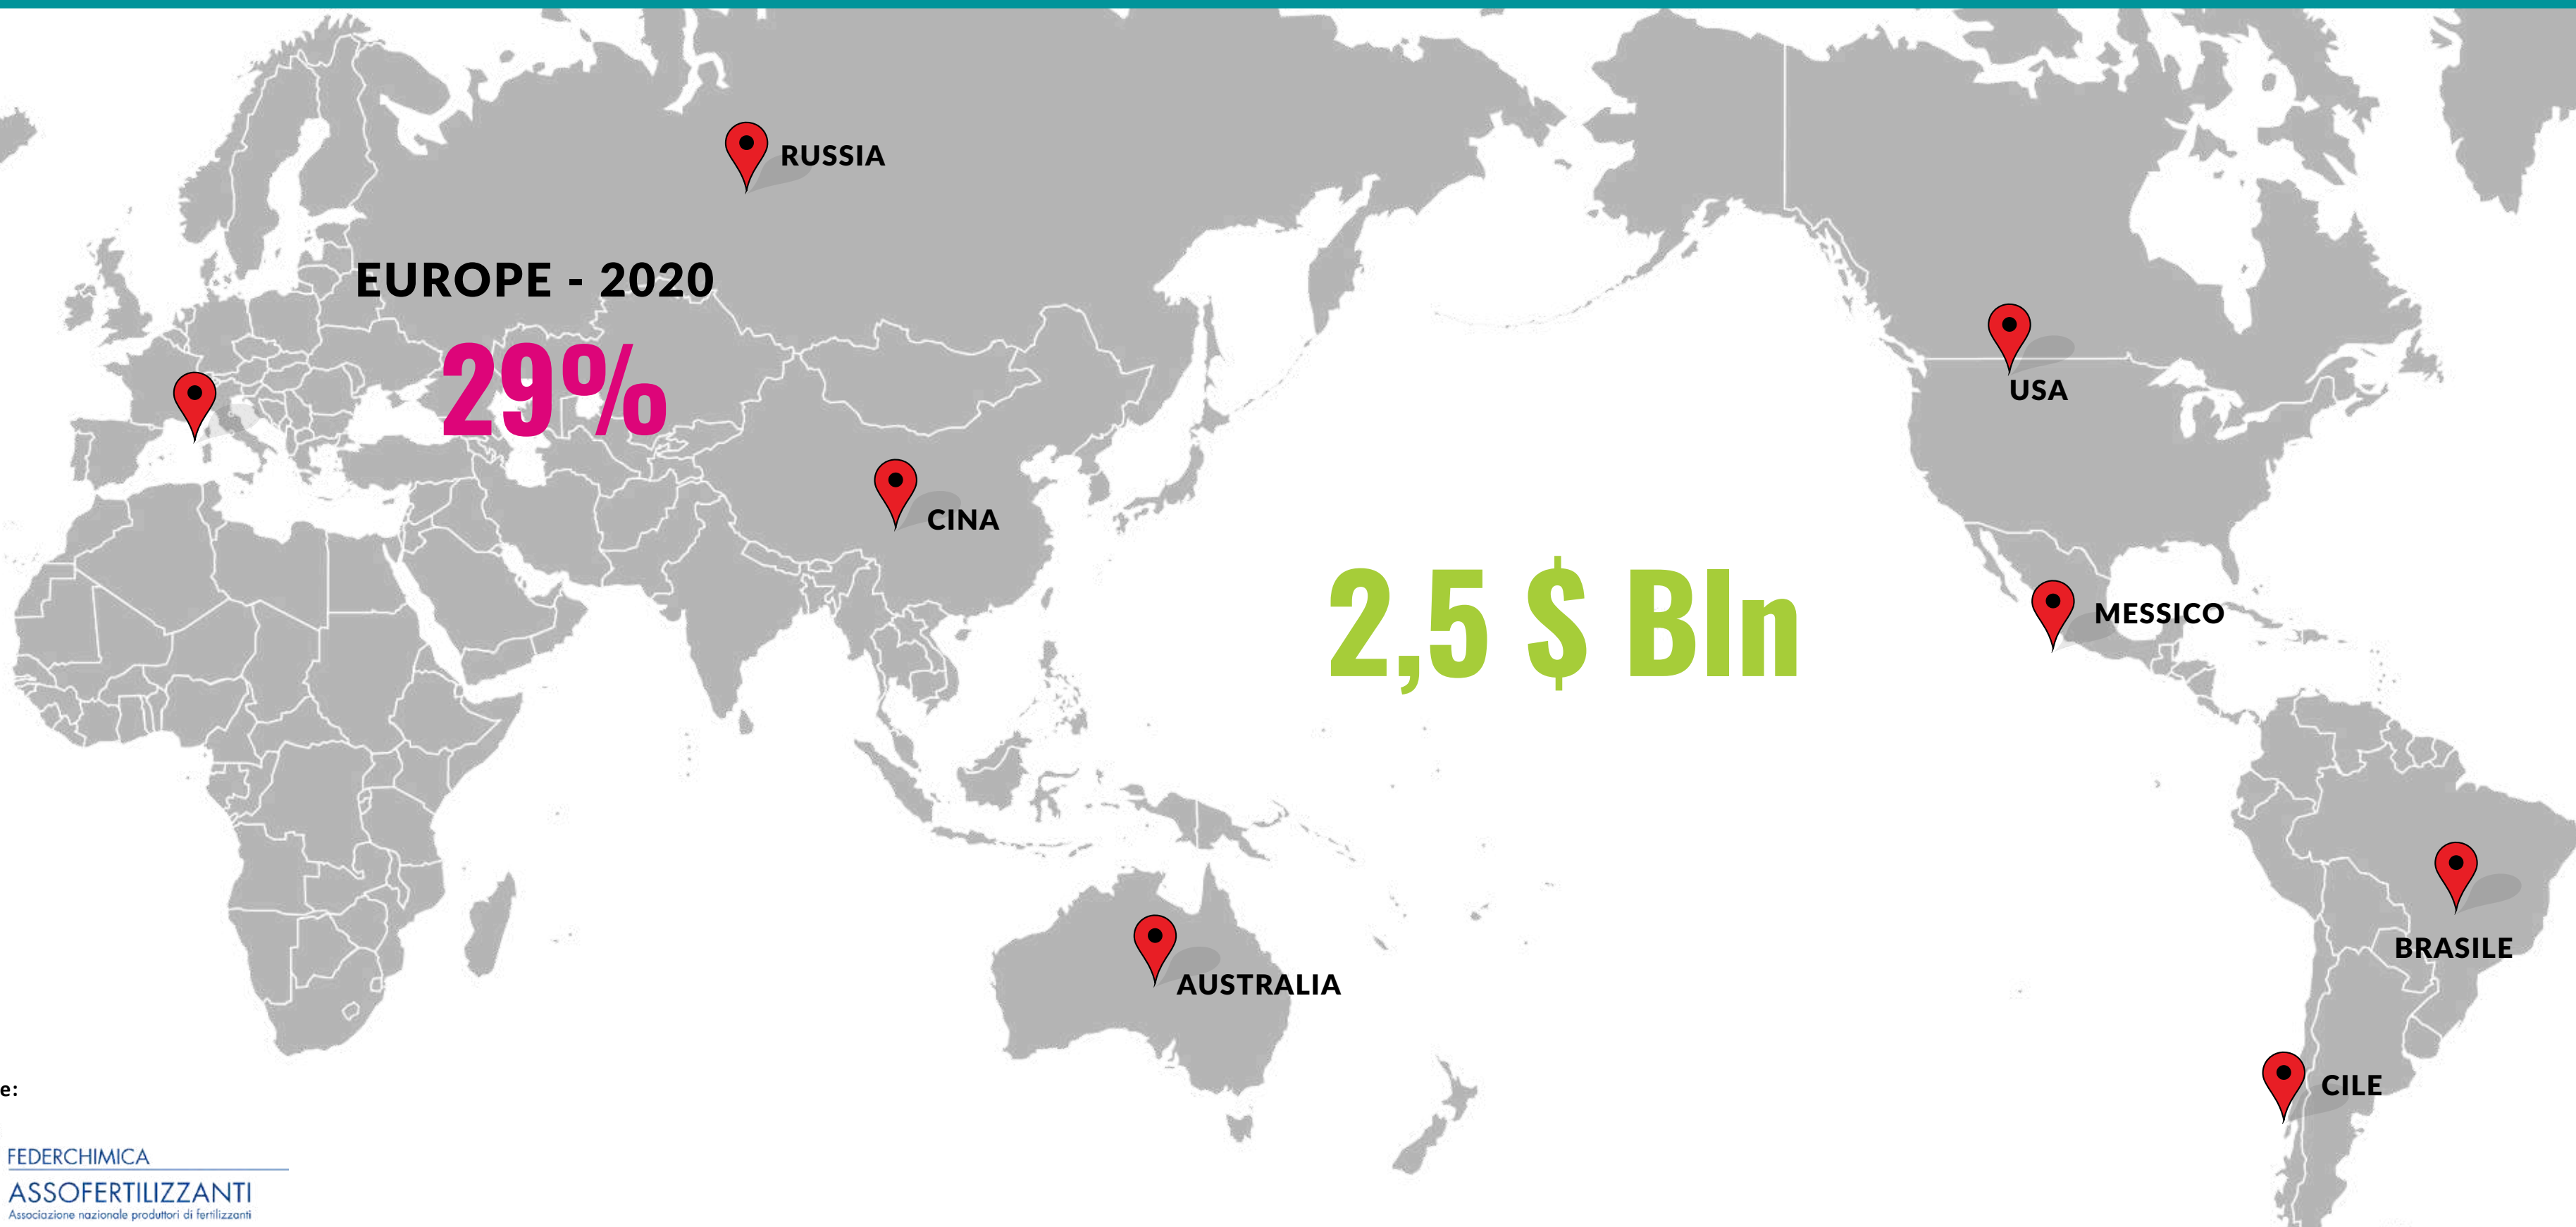 RUSSIA
EUROPE - 2020
29%
USA
CINA
2,5 $ Bln
MESSICO
BRASILE
AUSTRALIA
CILE
e:
FEDERCHIMICA
ASSOFERTILIZZANTI
Associazione nazionale produttori di fertilizzanti